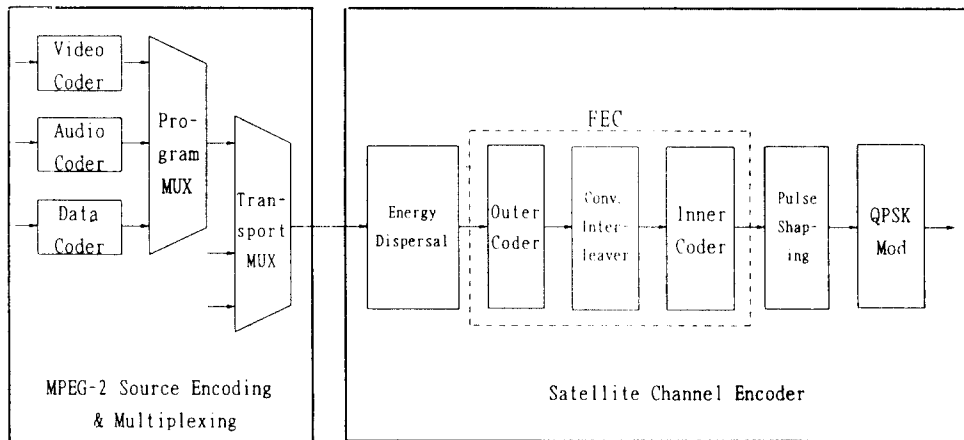 Video
Coder
Audio
Coder
Data
Coder
Pro-
gram
MUX
Tran-
sport
MUX
MPEG-2 Source Encoding
& Multiplexing
FEC
Energy
Dispersal
Outer
Coder
Conv.
Inter-
leaver
Inner
Coder
Pulse
Shap-
ing
QPSK
Mod
Satellite Channel Encoder